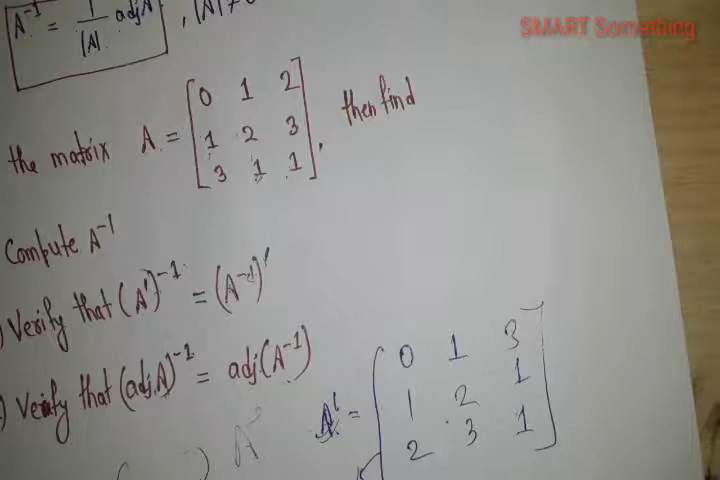 SMART Something
A⁻¹ = 1/|A| adjA , |A| ≠ 0
the matrix A = [0 1 2
1 2 3
3 1 1], then find
Compute A⁻¹
) Verify that (A')⁻¹ = (A⁻¹)'
) Verify that (adj.A)⁻¹ = adj.(A⁻¹)
A' = [0 1 3
1 2 1
2 3 1]